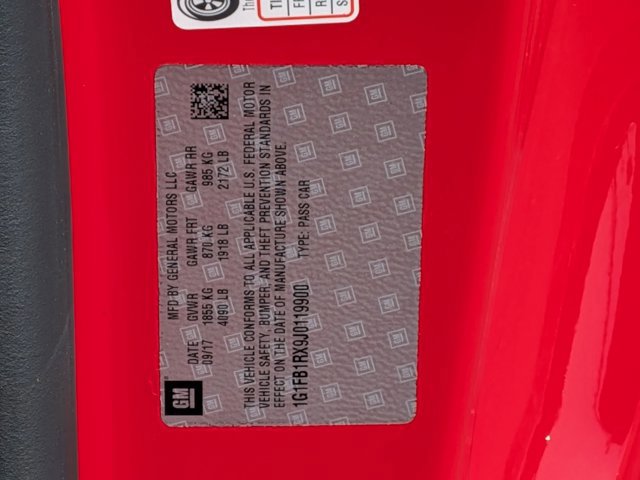 MFD BY GENERAL MOTORS LLC
DATE GVWR GAWR FRT GAWR RR
09/17 1855 KG 870 KG 985 KG
4090 LB 1918 LB 2172 LB
THIS VEHICLE CONFORMS TO ALL APPLICABLE U.S. FEDERAL MOTOR
VEHICLE SAFETY, BUMPER, AND THEFT PREVENTION STANDARDS IN
EFFECT ON THE DATE OF MANUFACTURE SHOWN ABOVE.
1G1FB1RX9J0119900 TYPE: PASS CAR
GM